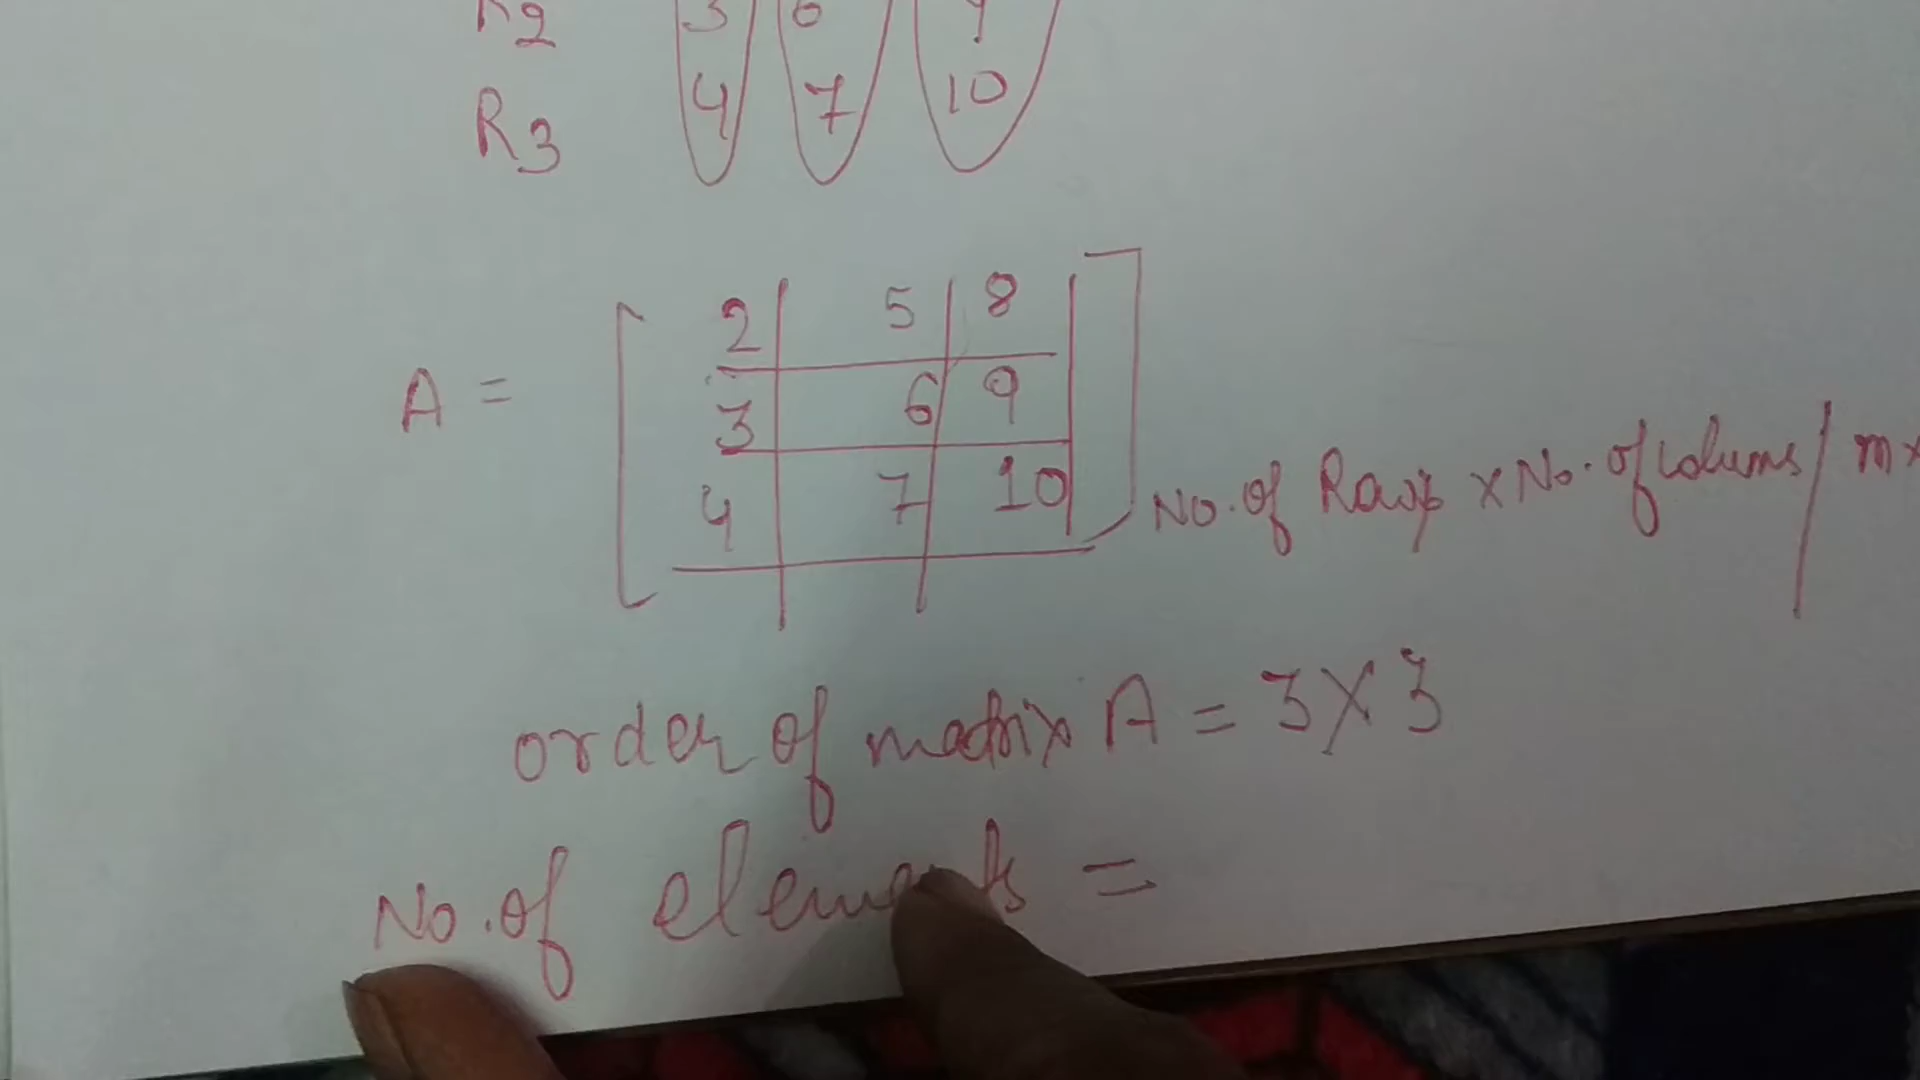 R2 3 6 9
R3 4 7 10
2 5 8
A = 3 6 9
4 7 10
No. of Rows x No. of colums / m x
order of matrix A = 3 X 3
No. of elements =